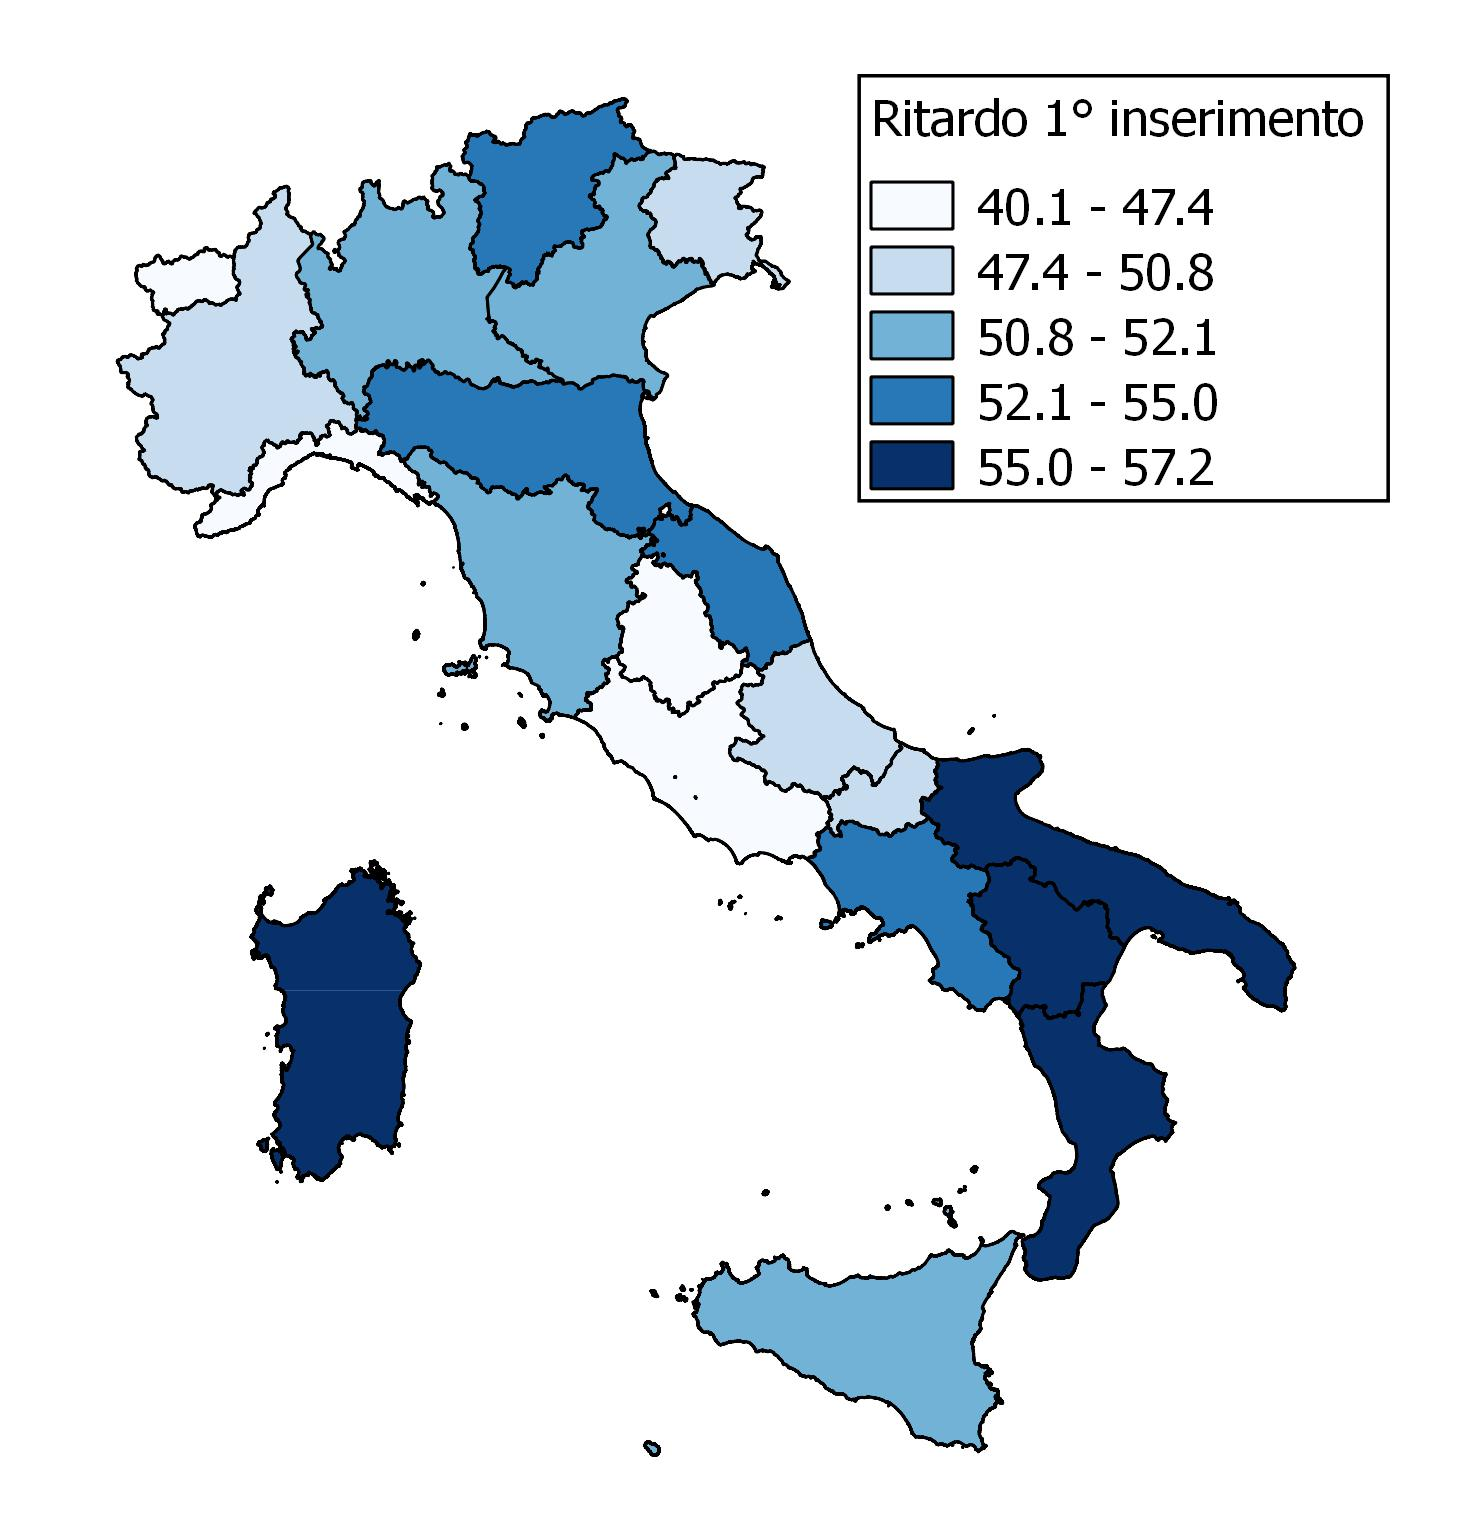 Ritardo 1° inserimento
40.1 - 47.4
47.4 - 50.8
50.8 - 52.1
52.1 - 55.0
55.0 - 57.2